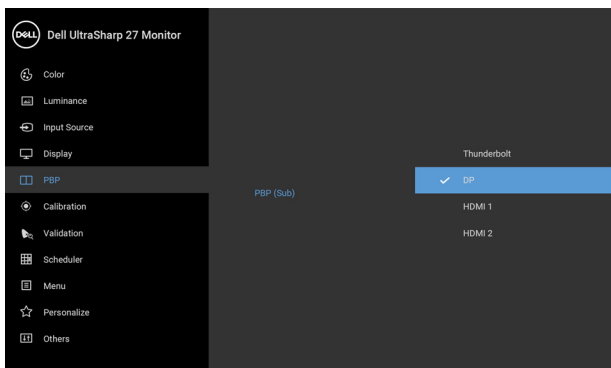 DELL
Dell UltraSharp 27 Monitor
Color
Luminance
Input Source
Display
PBP
Calibration
Validation
Scheduler
Menu
Personalize
Others
PBP (Sub)
Thunderbolt
DP
HDMI 1
HDMI 2